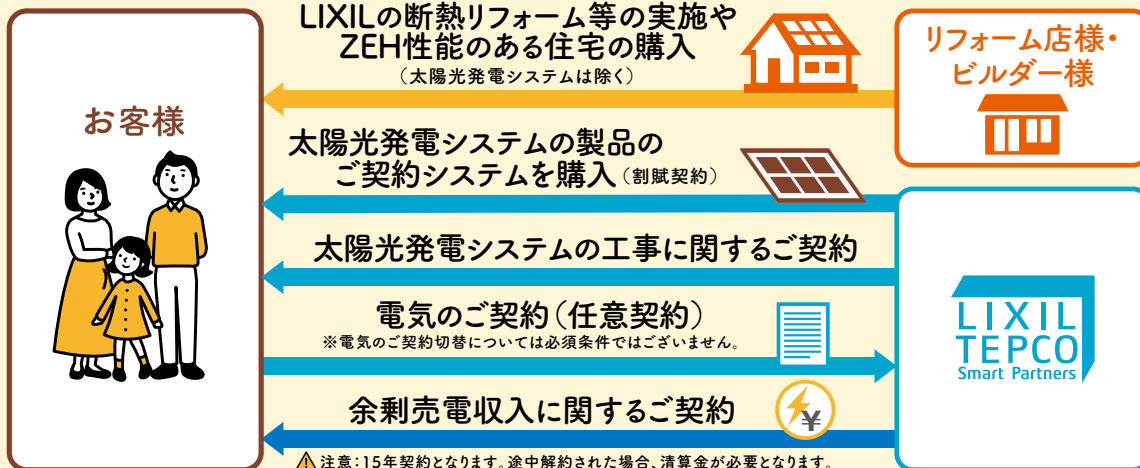 お客様
LIXILの断熱リフォーム等の実施や
ZEH性能のある住宅の購入
（太陽光発電システムは除く）
リフォーム店様・
ビルダー様
太陽光発電システムの製品の
ご契約システムを購入（割賦契約）
太陽光発電システムの工事に関するご契約
電気のご契約（任意契約）
※電気のご契約切替については必須条件ではございません。
余剰売電収入に関するご契約
¥
注意：15年契約となります。途中解約された場合、清算金が必要となります。
LIXIL
TEPCO
Smart Partners